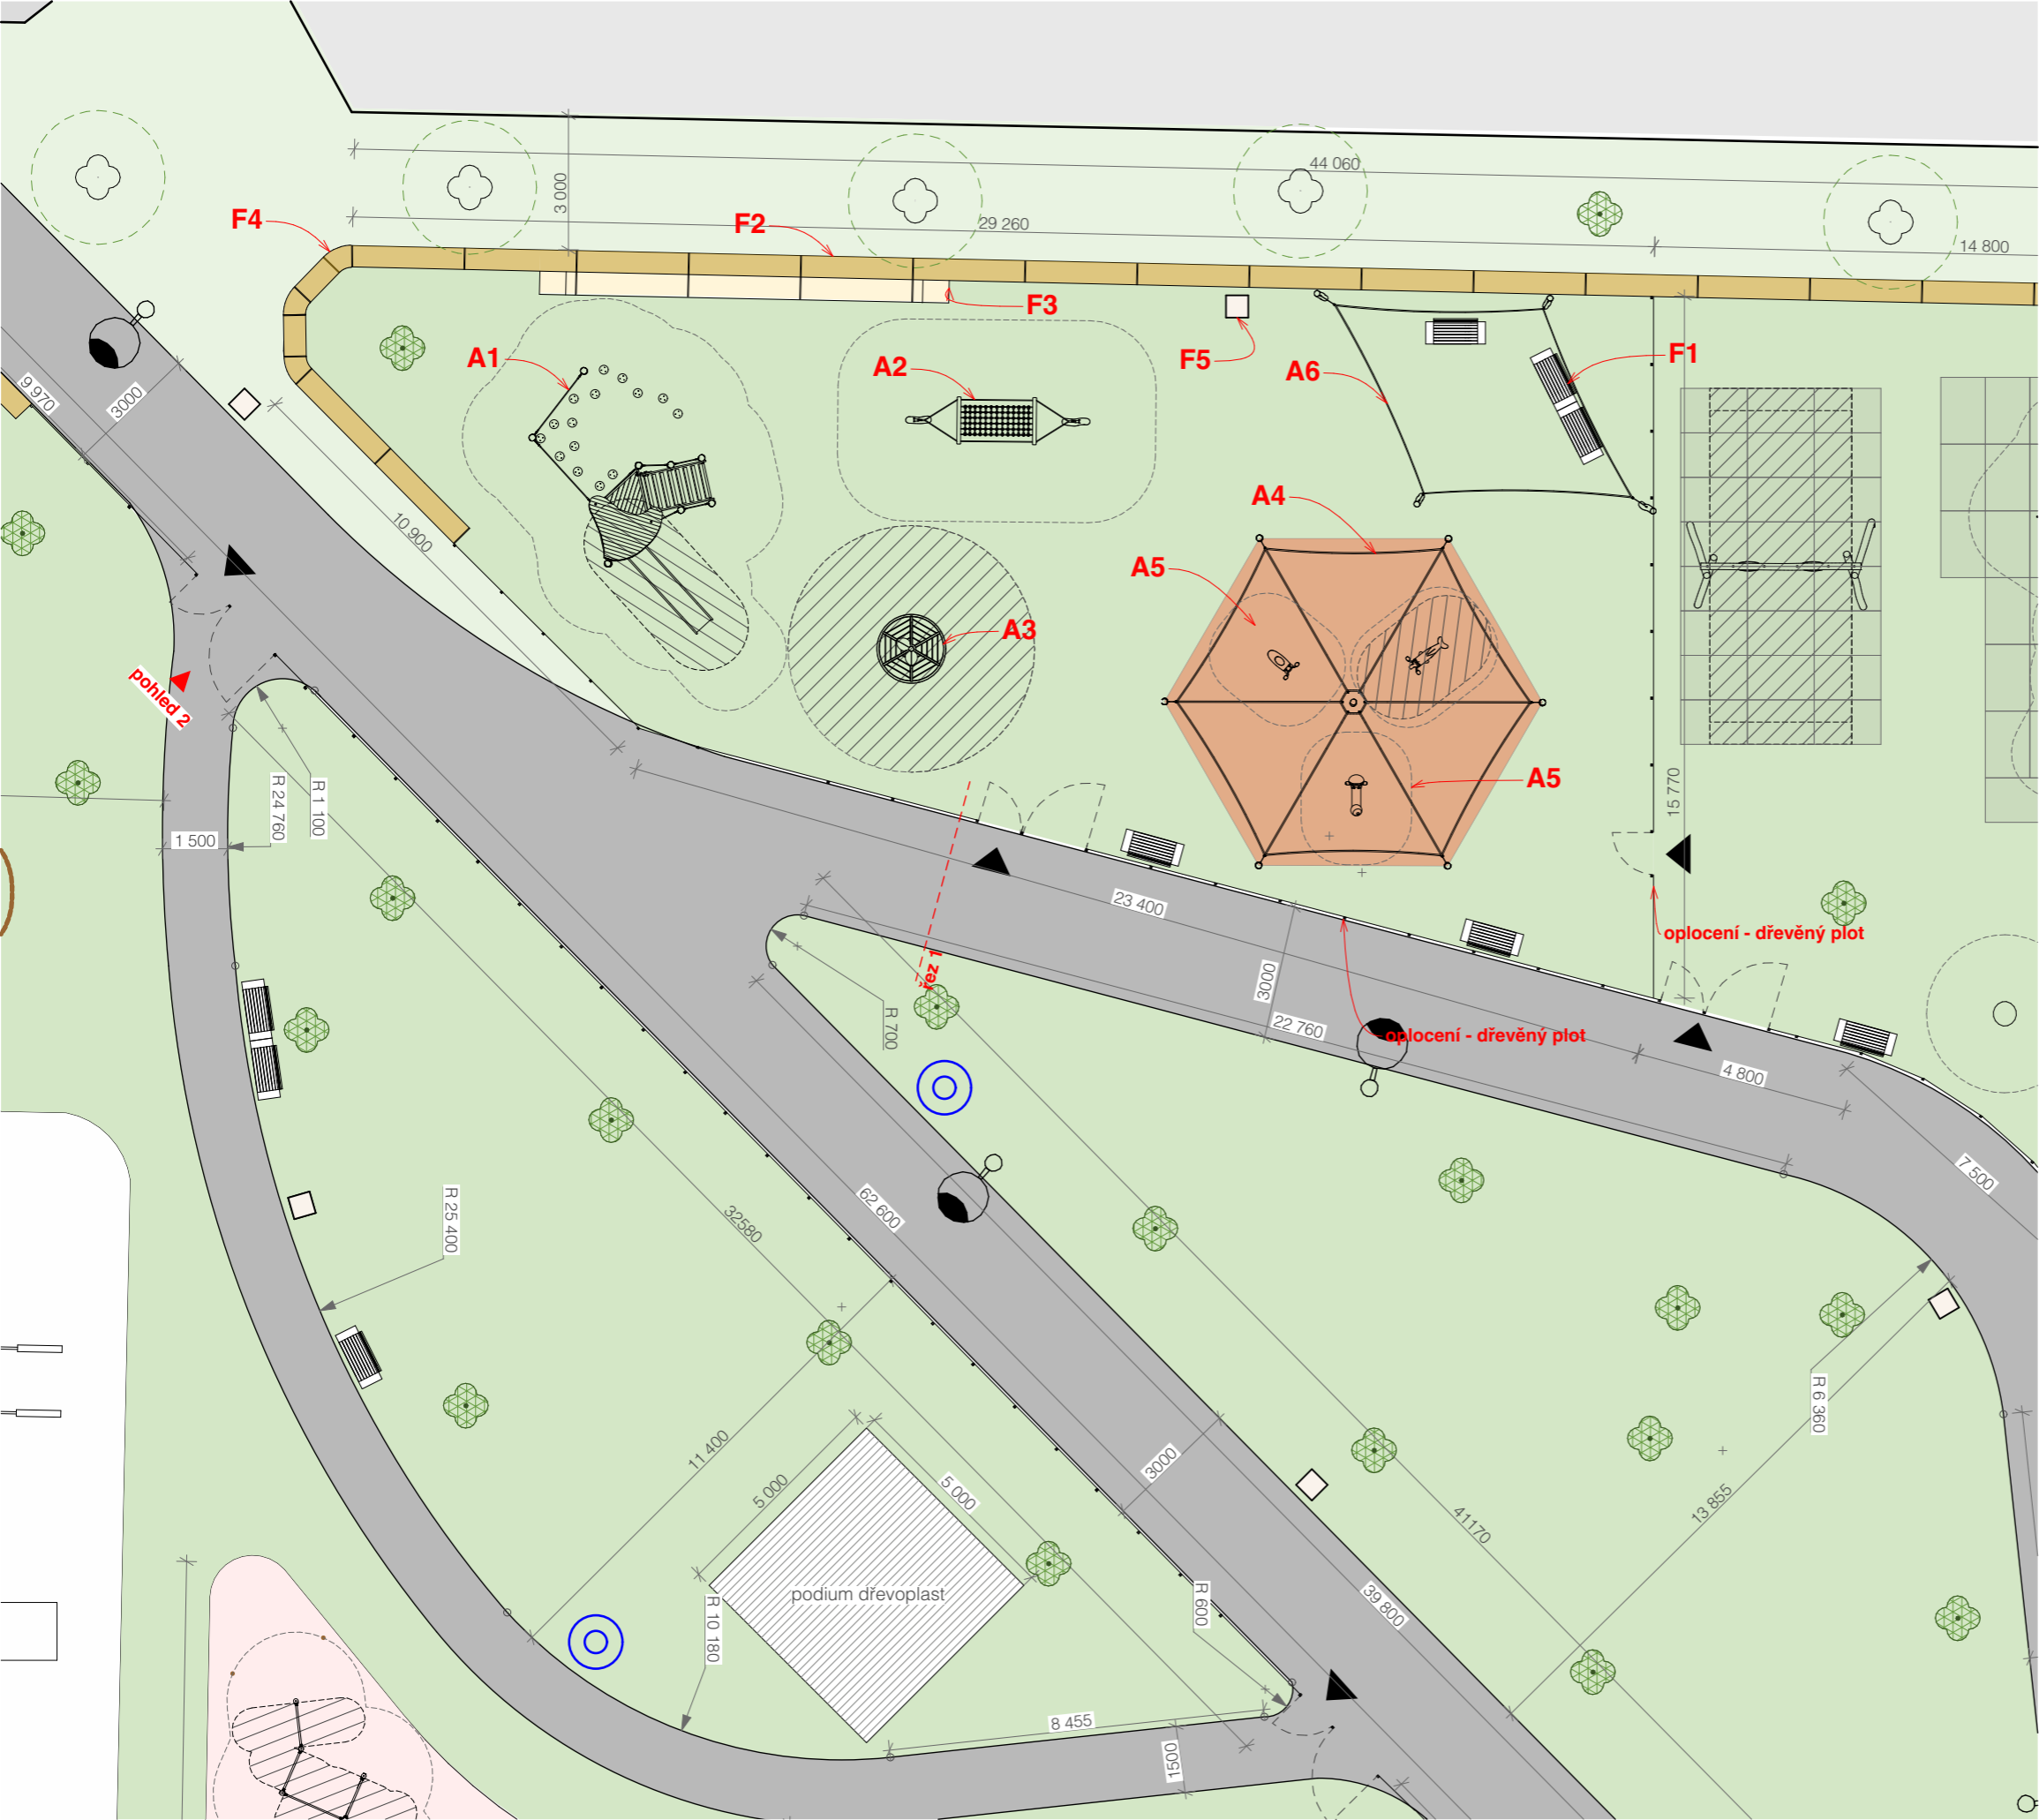 44 060
3 000
F4
F2
29 260
14 800
F3
F5
A1
A2
A6
F1
9 970
3000
A4
10 900
A5
A3
pohled 2
A5
15 770
R 24 760
R 1 100
1 500
23 400
oplocení - dřevěný plot
řez 1
3000
R 700
22 760
oplocení - dřevěný plot
4 800
7 500
R 25 400
62 600
32580
R 6 360
11 400
3000
5 000
5 000
13 855
41170
podium dřevoplast
R 600
39 800
R 10 180
8 455
1500